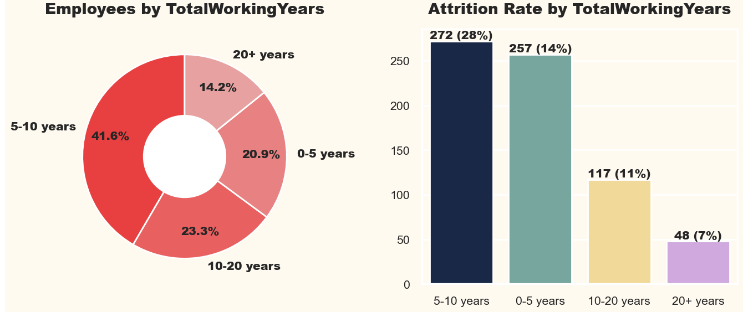 Employees by TotalWorkingYears
20+ years
14.2%
5-10 years
41.6%
20.9%
0-5 years
23.3%
10-20 years
Attrition Rate by TotalWorkingYears
272 (28%)
257 (14%)
117 (11%)
48 (7%)
250
200
150
100
50
0
5-10 years
0-5 years
10-20 years
20+ years